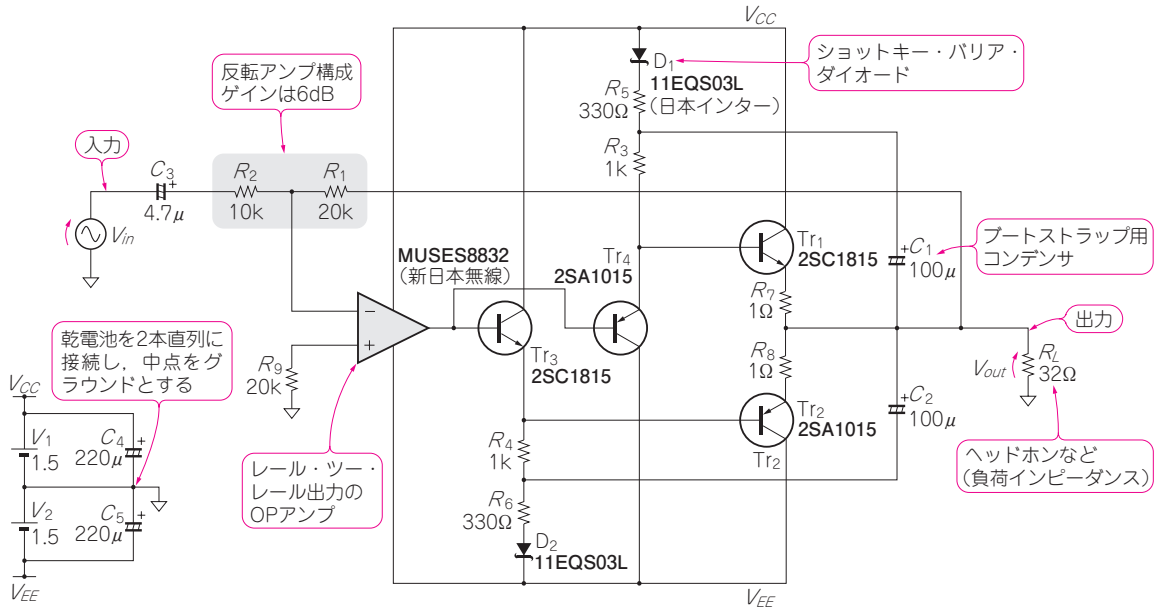 V_CC
ショットキー・バリア・
ダイオード
D1
11EQS03L
(日本インター)
反転アンプ構成
ゲインは6dB
R5
330Ω
入力
C3
+
4.7μ
R2
10k
R1
20k
R3
1k
Vin
MUSES8832
(新日本無線)
Tr4
2SA1015
Tr1
2SC1815
+
C1
100μ
ブートストラップ用
コンデンサ
R7
1Ω
−
+
乾電池を2本直列に
接続し,中点をグ
ラウンドとする
R9
20k
Tr3
2SC1815
R8
1Ω
出力
Vout
RL
32Ω
VCC
V1
1.5
C4
+
220μ
レール・ツー・
レール出力の
OPアンプ
R4
1k
Tr2
2SA1015
Tr2
+
C2
100μ
ヘッドホンなど
(負荷インピーダンス)
V2
1.5
C5
+
220μ
R6
330Ω
D2
11EQS03L
VEE
VEE